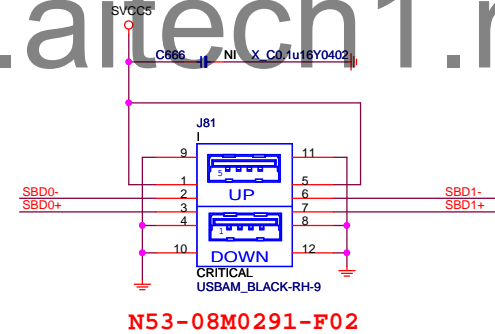 SVCC5
.aitech1.r
C666 NI X_C0.1u16Y0402
J81
I
9 11
5
1 5
UP
SBD0- 2 6 SBD1-
SBD0+ 3 7 SBD1+
4 8
1
10 12
DOWN
CRITICAL
USBAM_BLACK-RH-9
N53-08M0291-F02